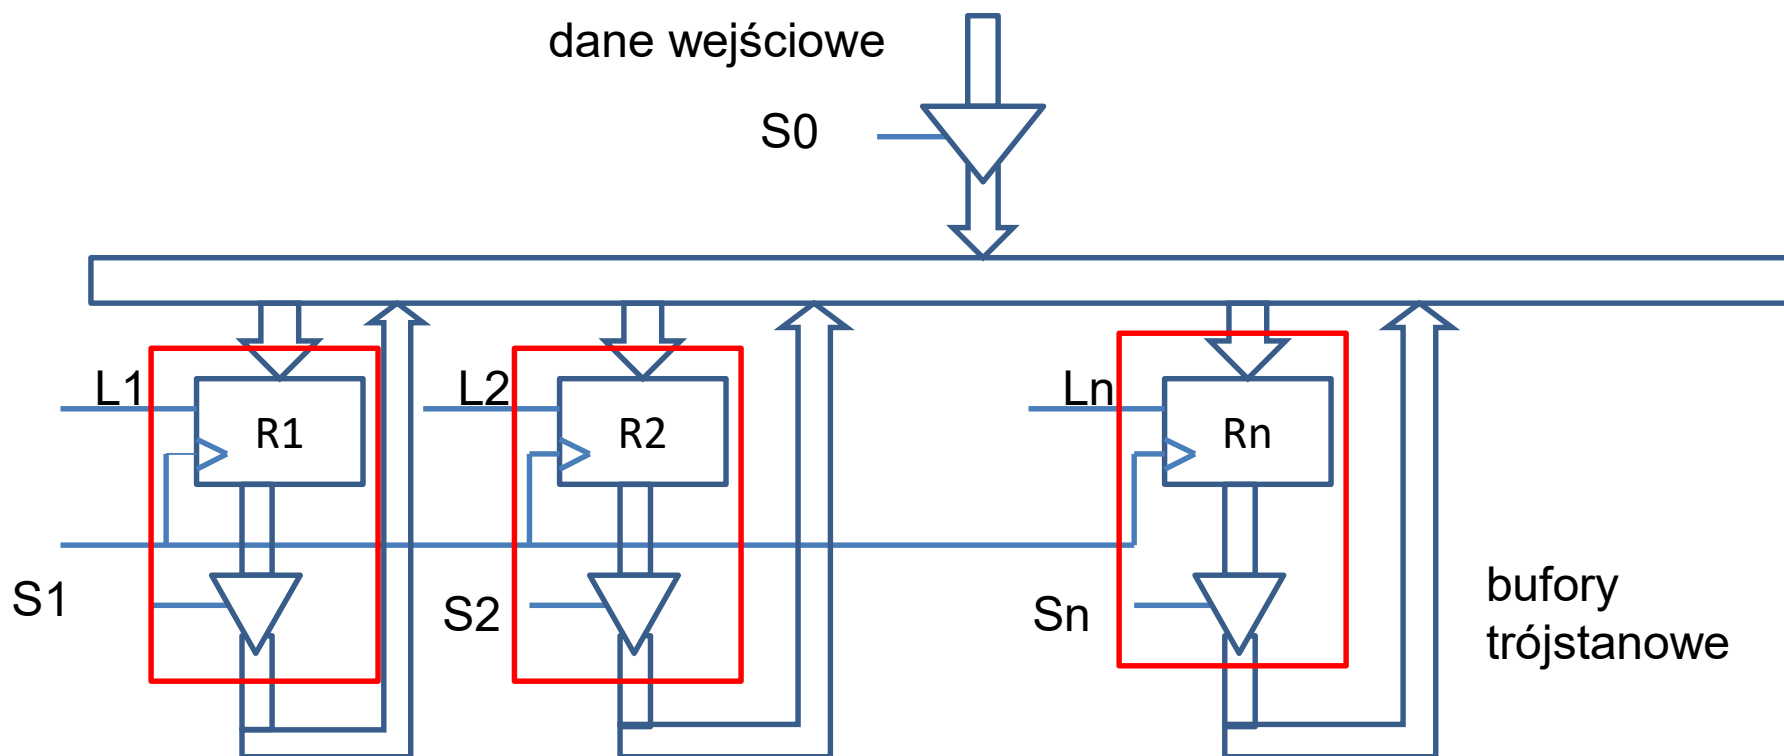 dane wejściowe
S0
L1
L2
Ln
R1
R2
Rn
S1
S2
Sn
bufory
trójstanowe